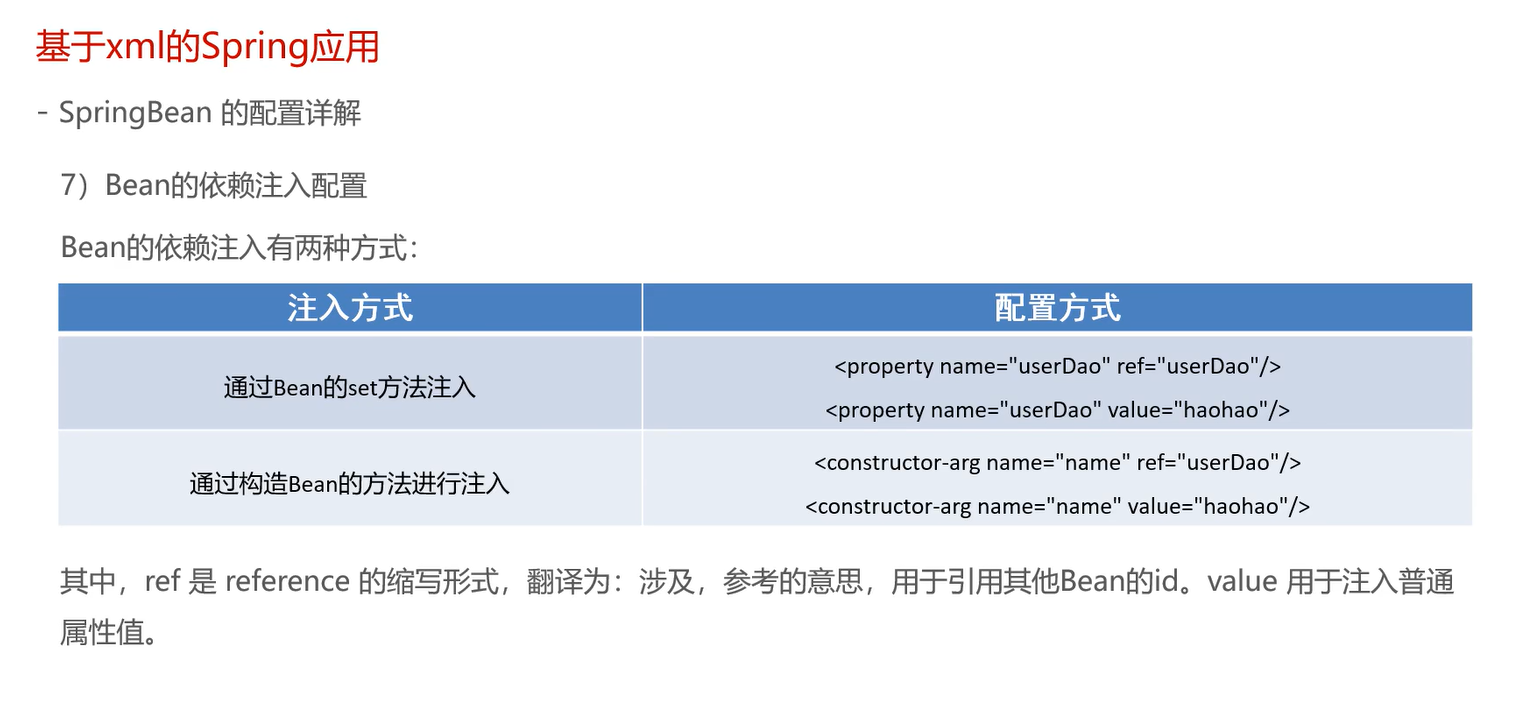 基于xml的Spring应用
- SpringBean 的配置详解
7）Bean的依赖注入配置
Bean的依赖注入有两种方式：
注入方式 配置方式
通过Bean的set方法注入
<property name="userDao" ref="userDao"/>
<property name="userDao" value="haohao"/>
通过构造Bean的方法进行注入
<constructor-arg name="name" ref="userDao"/>
<constructor-arg name="name" value="haohao"/>
其中，ref 是 reference 的缩写形式，翻译为：涉及，参考的意思，用于引用其他Bean的id。value 用于注入普通
属性值。